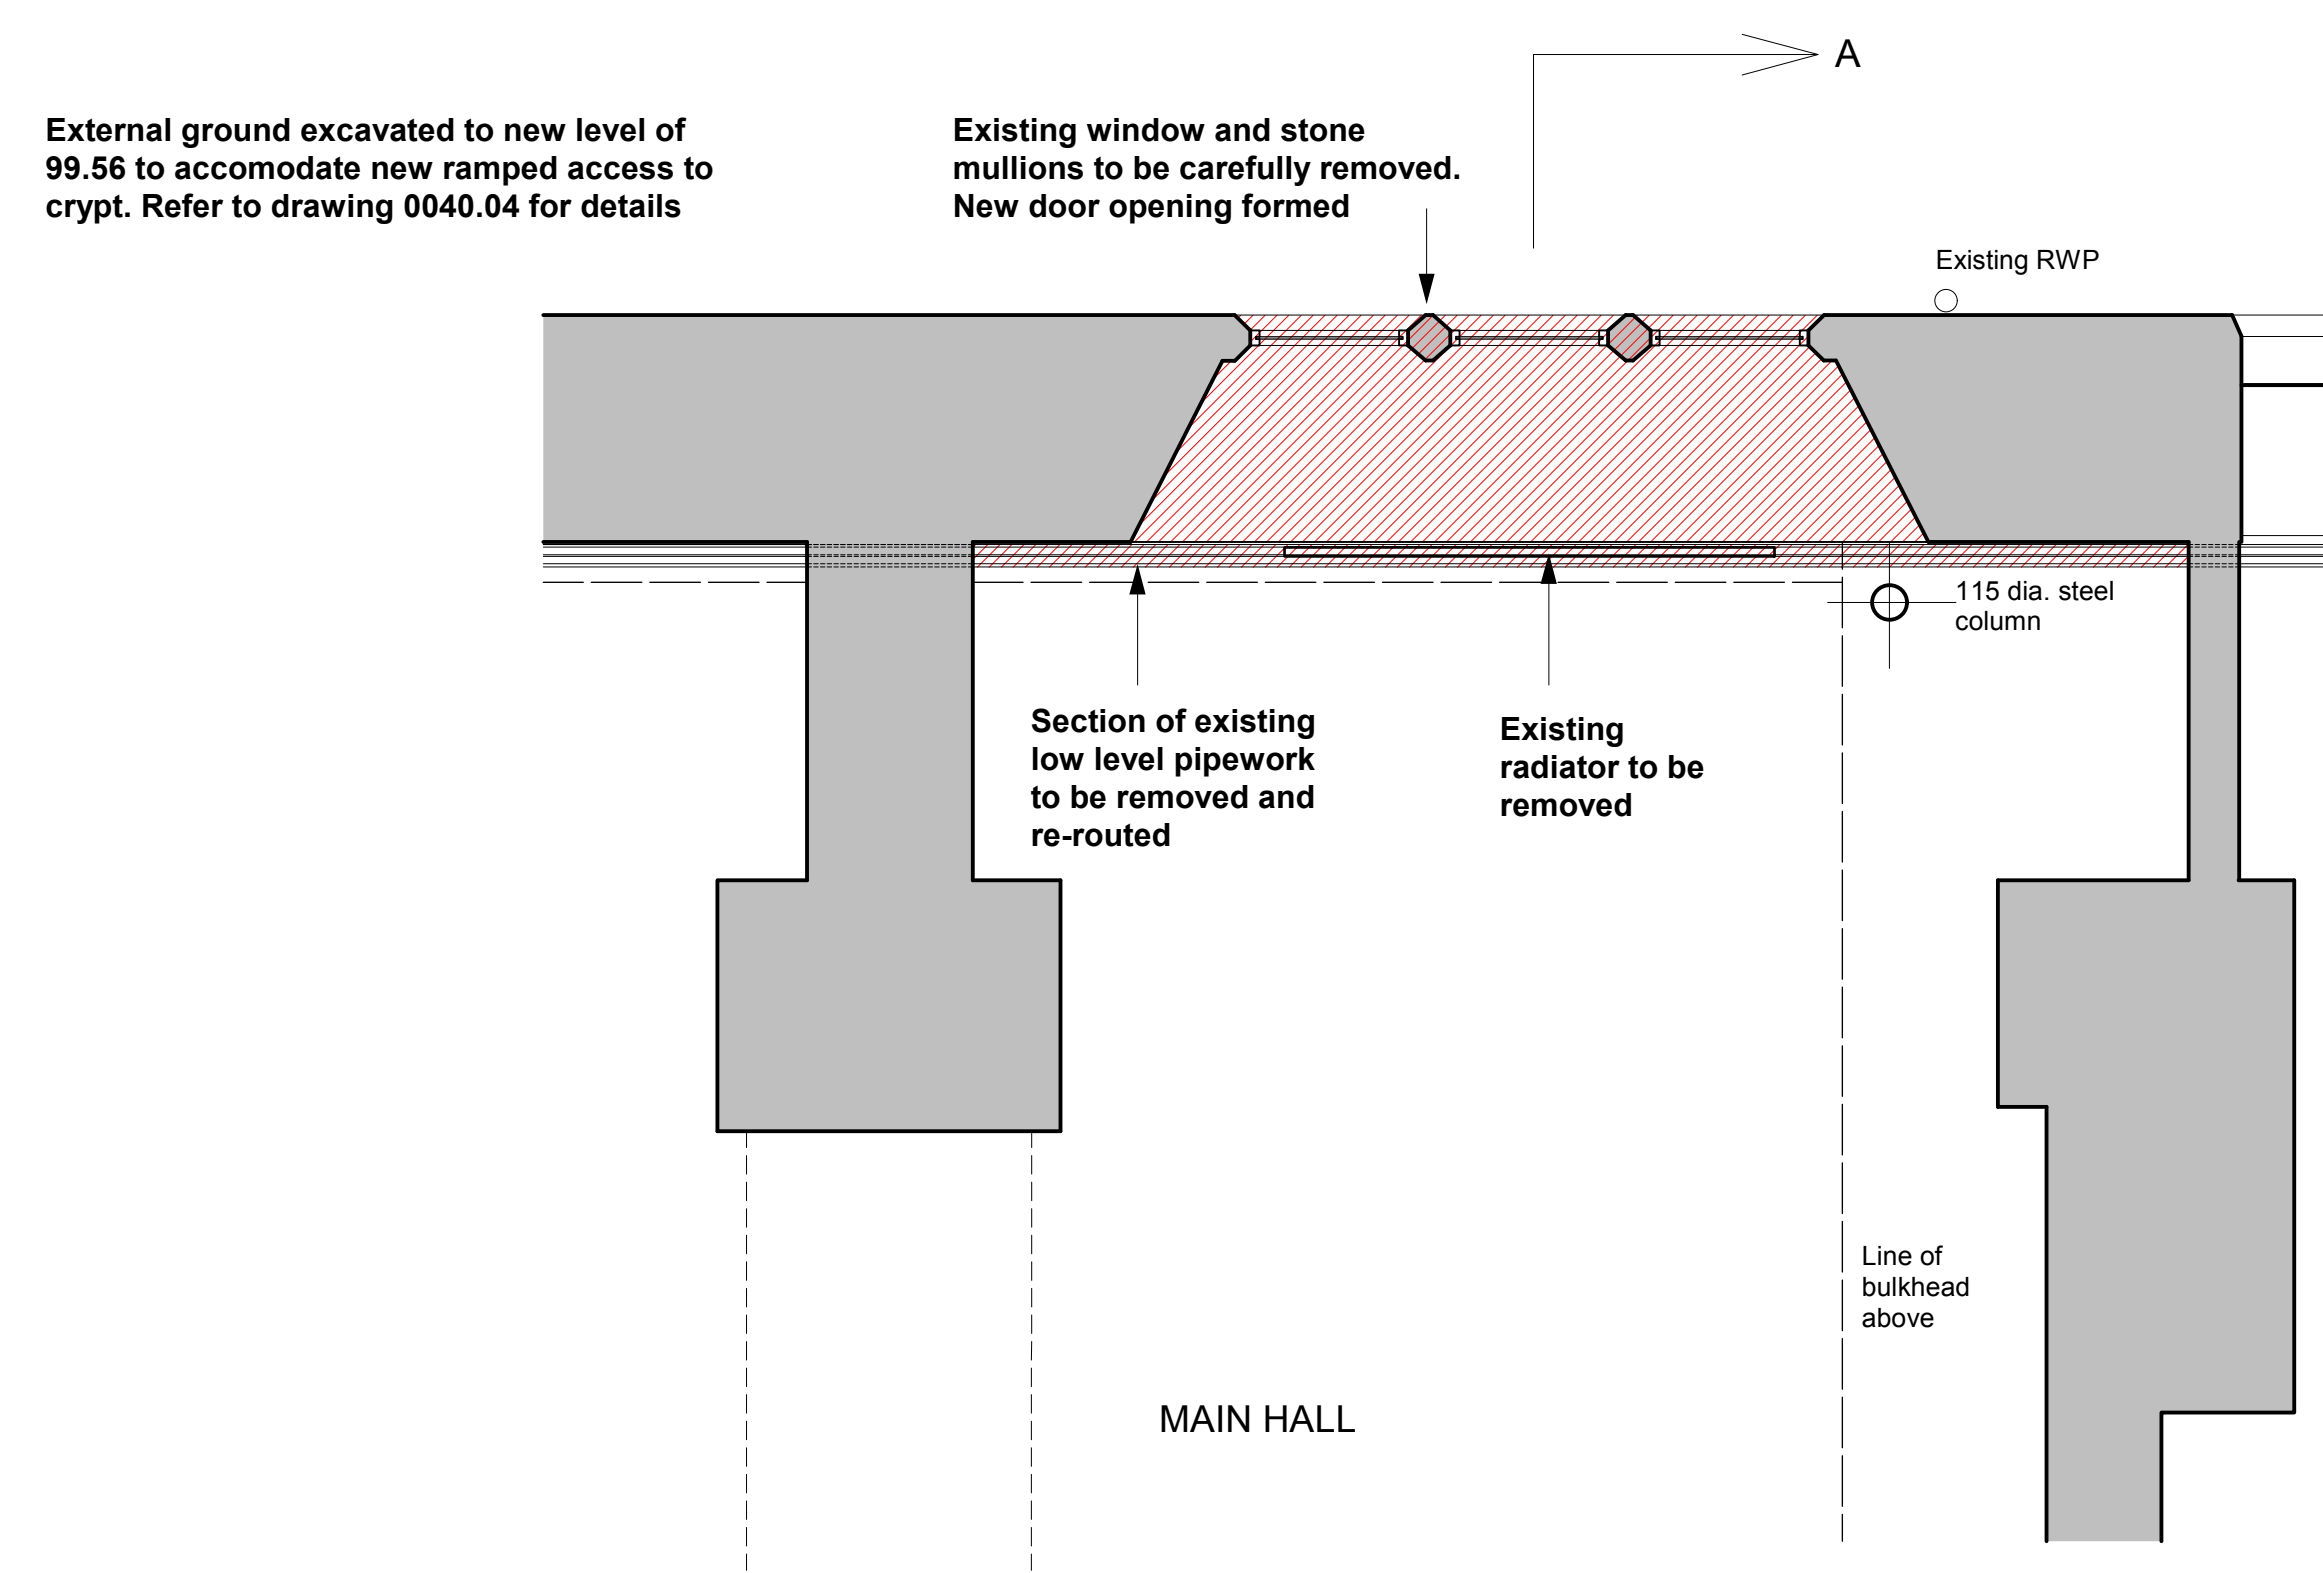 A
External ground excavated to new level of
99.56 to accomodate new ramped access to
crypt. Refer to drawing 0040.04 for details
Existing window and stone
mullions to be carefully removed.
New door opening formed
Existing RWP
115 dia. steel
column
Section of existing
low level pipework
to be removed and
re-routed
Existing
radiator to be
removed
Line of
bulkhead
above
MAIN HALL